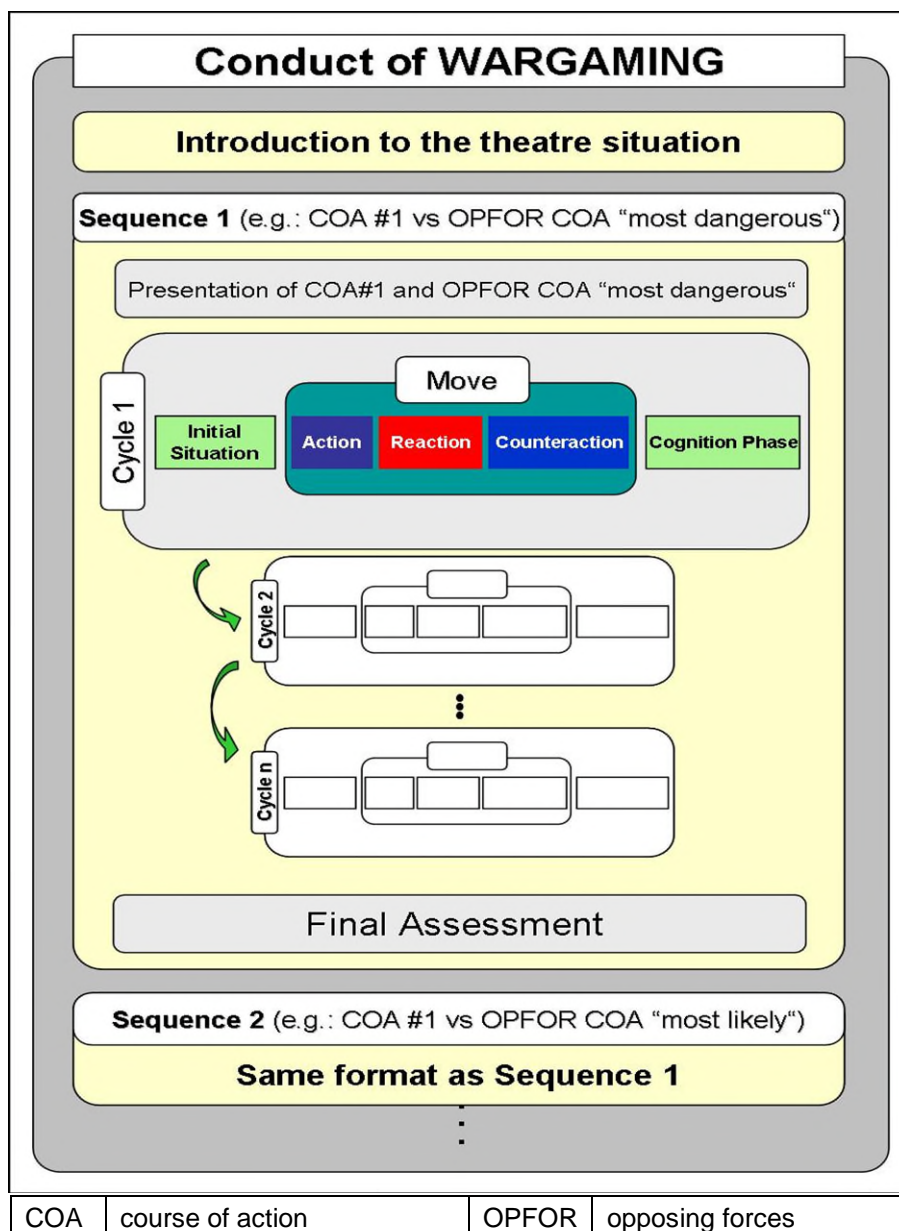 Conduct of WARGAMING
Introduction to the theatre situation
Sequence 1 (e.g.: COA #1 vs OPFOR COA “most dangerous“)
Presentation of COA#1 and OPFOR COA “most dangerous“
Cycle 1
Move
Initial
Situation
Action
Reaction
Counteraction
Cognition Phase
Cycle 2
Cycle n
Final Assessment
Sequence 2 (e.g.: COA #1 vs OPFOR COA “most likely“)
Same format as Sequence 1
COA course of action OPFOR opposing forces